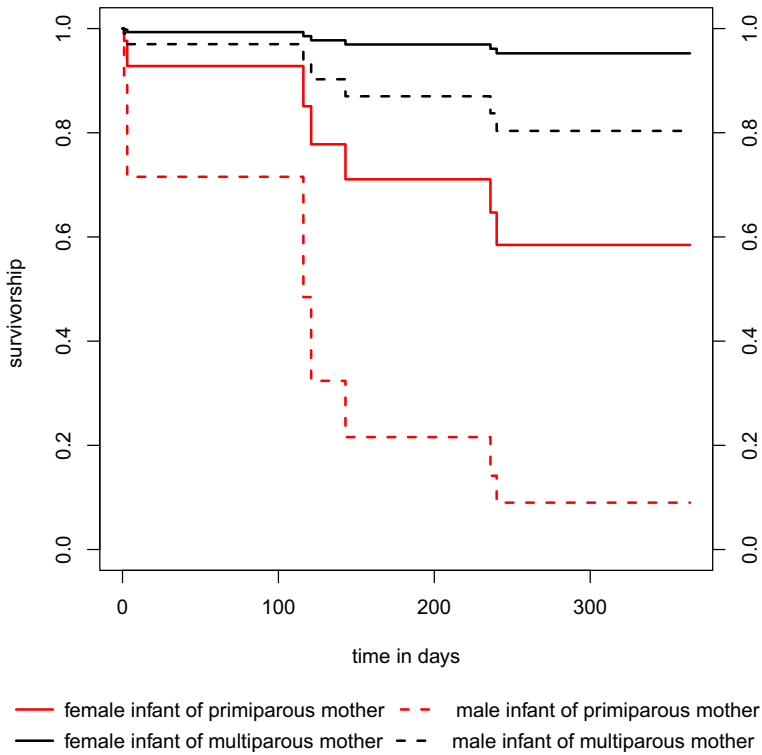 1.0
0.8
0.6
0.4
0.2
0.0
survivorship
1.0
0.8
0.6
0.4
0.2
0.0
0 100 200 300
time in days
female infant of primiparous mother male infant of primiparous mother
female infant of multiparous mother male infant of multiparous mother